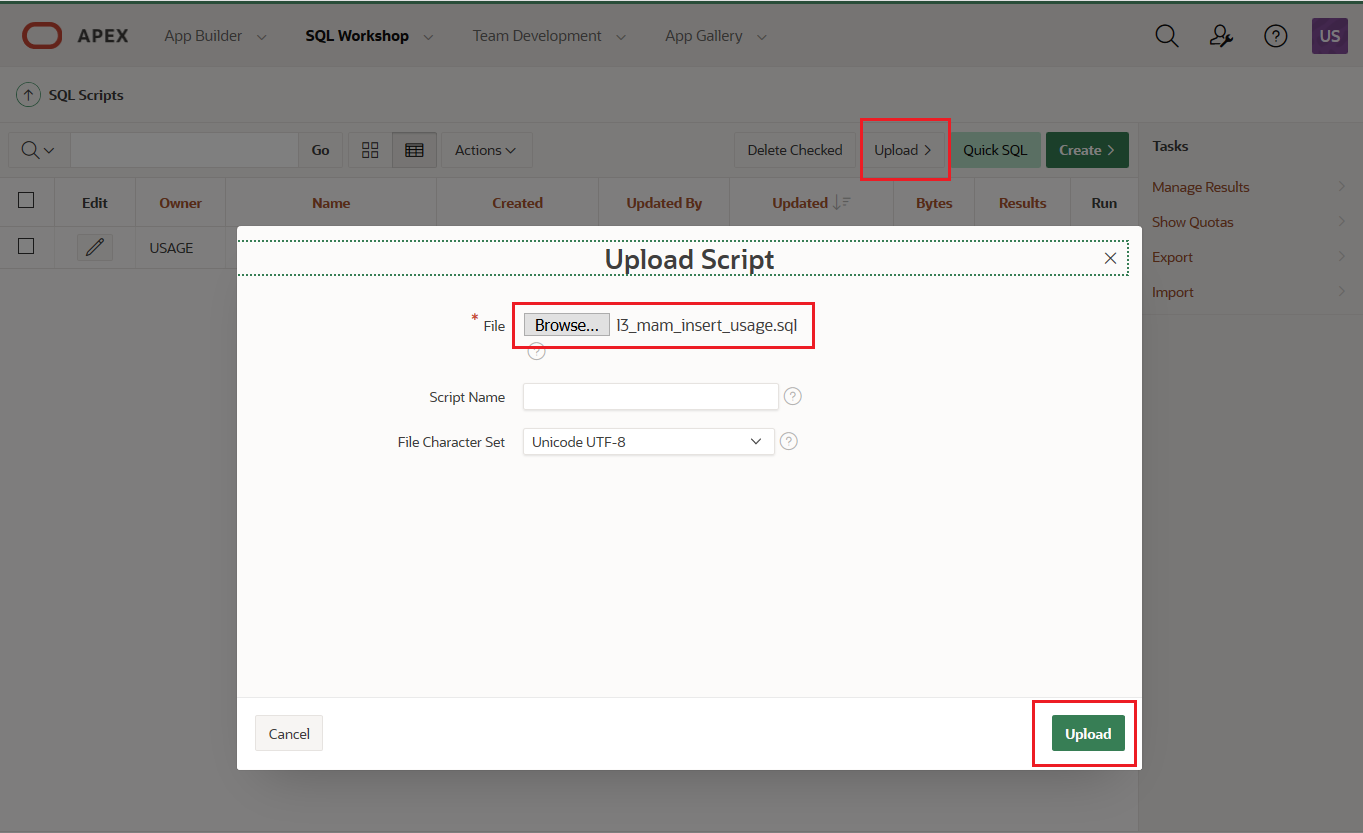 APEX App Builder SQL Workshop Team Development App Gallery ? US
SQL Scripts
Go Actions Delete Checked Upload Quick SQL Create
Edit Owner Name Created Updated By Updated Bytes Results Run
USAGE
Tasks
Manage Results
Show Quotas
Export
Import
Upload Script
* File Browse... l3_mam_insert_usage.sql
?
Script Name ?
File Character Set Unicode UTF-8 ?
Cancel Upload